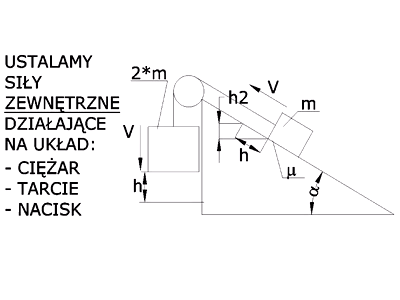 USTALAMY
SIŁY
ZEWNĘTRZNE
DZIAŁAJĄCE
NA UKŁAD:
- CIĘŻAR
- TARCIE
- NACISK
2*m
V
h
h2
V
m
h
μ
α